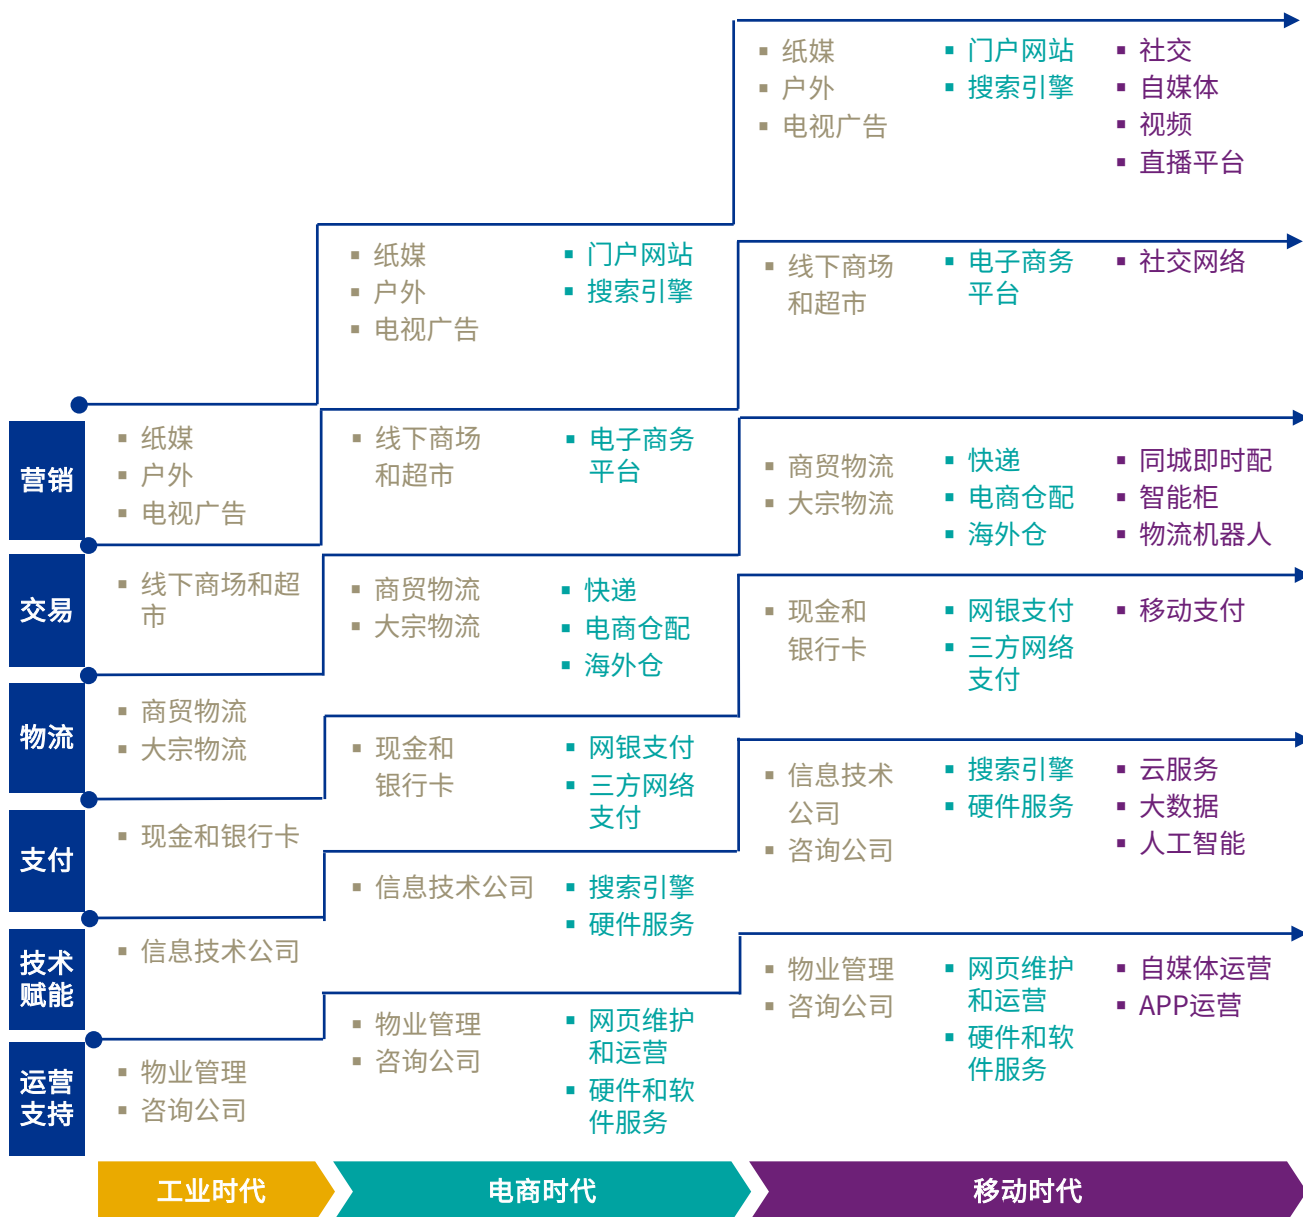 纸媒
户外
电视广告
门户网站
搜索引擎
社交
自媒体
视频
直播平台
纸媒
户外
电视广告
门户网站
搜索引擎
线下商场
和超市
电子商务
平台
社交网络
营销
纸媒
户外
电视广告
线下商场
和超市
电子商务
平台
商贸物流
大宗物流
快递
电商仓配
海外仓
同城即时配
智能柜
物流机器人
交易
线下商场和超
市
商贸物流
大宗物流
快递
电商仓配
海外仓
现金和
银行卡
网银支付
三方网络
支付
移动支付
物流
商贸物流
大宗物流
现金和
银行卡
网银支付
三方网络
支付
信息技术
公司
咨询公司
搜索引擎
硬件服务
云服务
大数据
人工智能
支付
现金和银行卡
信息技术公司
搜索引擎
硬件服务
物业管理
咨询公司
网页维护
和运营
硬件和软
件服务
自媒体运营
APP运营
技术
赋能
信息技术公司
物业管理
咨询公司
网页维护
和运营
硬件和软
件服务
运营
支持
物业管理
咨询公司
工业时代
电商时代
移动时代